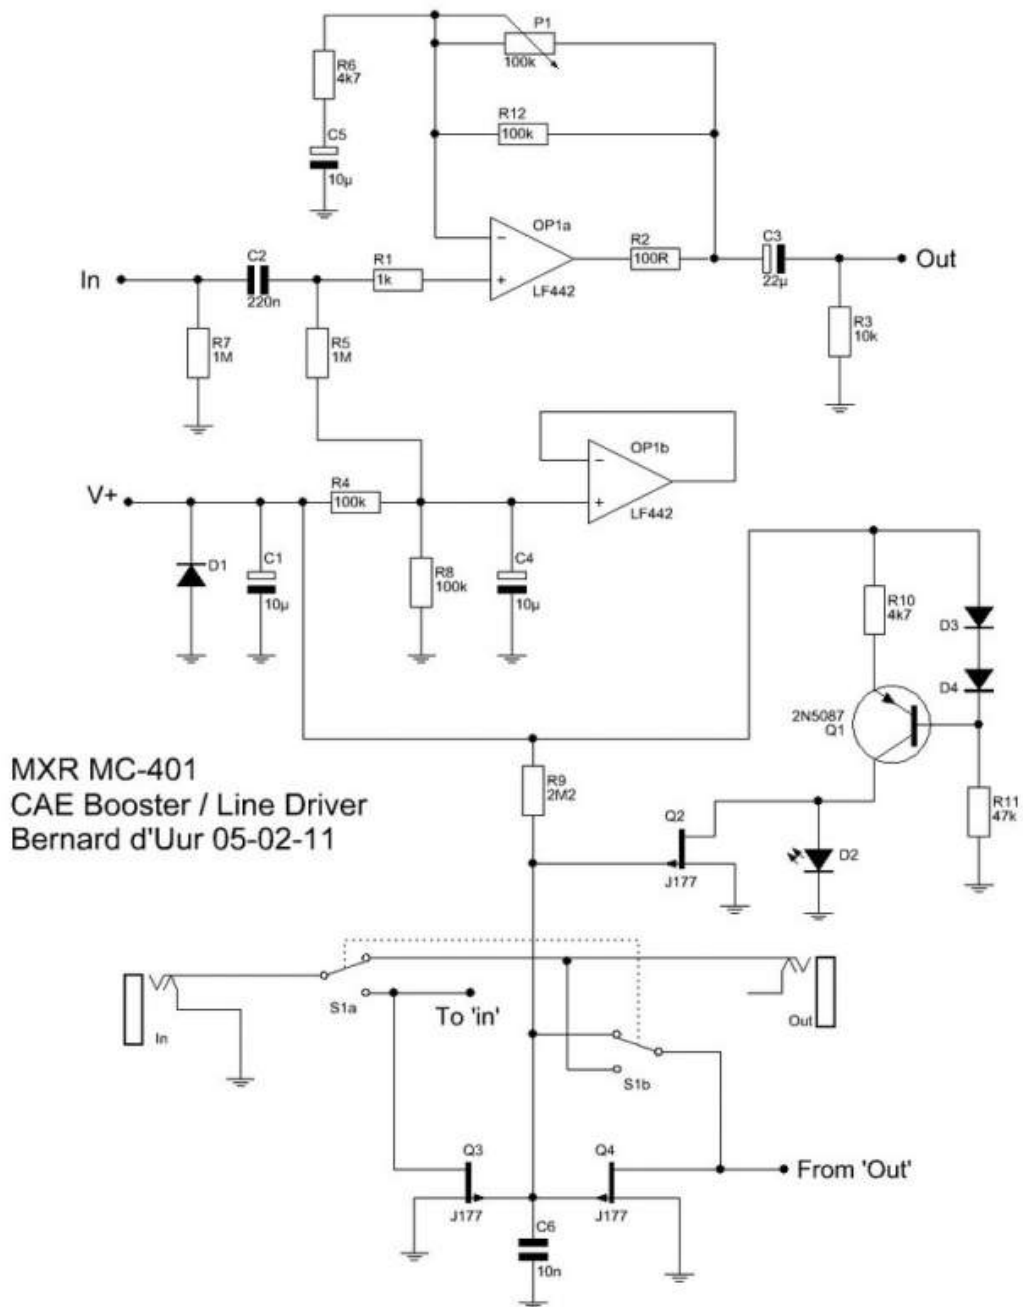 P1
100k
R6
4k7
R12
100k
C5
10µ
OP1a
LF442
−
+
C2
220n
R1
1k
R2
100R
C3
22µ
In
Out
R7
1M
R5
1M
R3
10k
OP1b
LF442
−
+
V+
R4
100k
D1
C1
10µ
R8
100k
C4
10µ
R10
4k7
D3
D4
2N5087
Q1
MXR MC-401
CAE Booster / Line Driver
Bernard d'Uur 05-02-11
R9
2M2
R11
47k
Q2
J177
D2
In
S1a
To 'in'
Out
S1b
Q3
J177
Q4
J177
From 'Out'
C6
10n